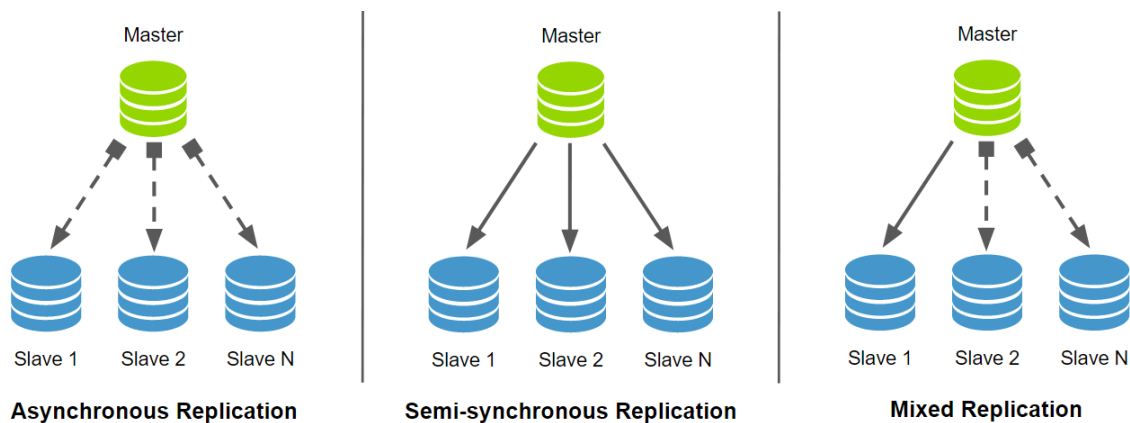 Master
Slave 1
Slave 2
Slave N
Asynchronous Replication
Master
Slave 1
Slave 2
Slave N
Semi-synchronous Replication
Master
Slave 1
Slave 2
Slave N
Mixed Replication